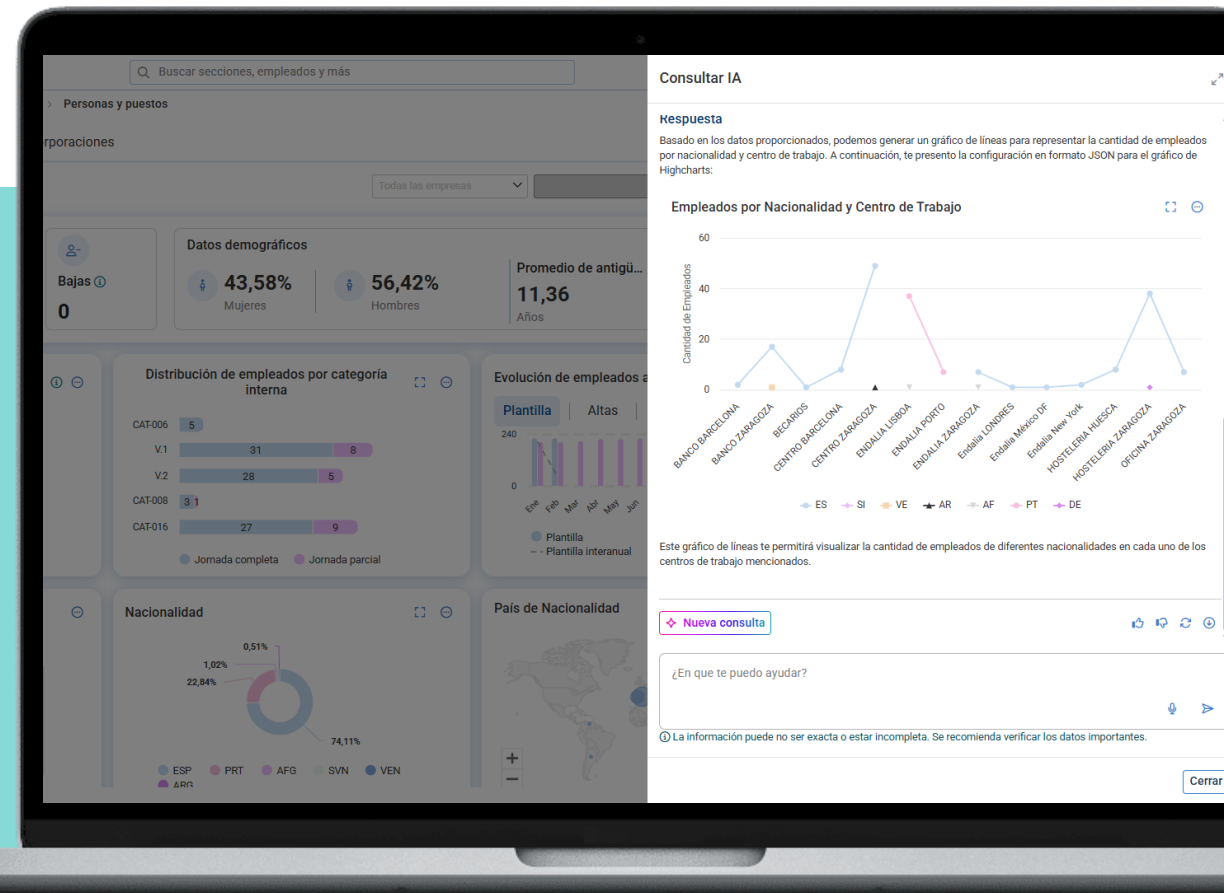 Buscar secciones, empleados y más
> Personas y puestos
rporaciones
Todas las empresas
Bajas
0
Datos demográficos
43,58%
Mujeres
56,42%
Hombres
Promedio de antigü...
11,36
Años
Distribución de empleados por categoría
interna
CAT-006 5
V.1 31 8
V.2 28 5
CAT-008 3 1
CAT-016 27 9
Jornada completa Jornada parcial
Evolución de empleados a
Plantilla Altas
240
0
Ene Feb Mar Abr May Jun
Plantilla
Plantilla interanual
Nacionalidad
0,51%
1,02%
22,84%
74,11%
ESP PRT AFG SVN VEN
ARG
País de Nacionalidad
+
−
Consultar IA
Respuesta
Basado en los datos proporcionados, podemos generar un gráfico de líneas para representar la cantidad de empleados
por nacionalidad y centro de trabajo. A continuación, te presento la configuración en formato JSON para el gráfico de
Highcharts:
Empleados por Nacionalidad y Centro de Trabajo
Cantidad de Empleados
60
40
20
0
BANCO BARCELONA
BANCO ZARAGOZA
BECARIOS
CENTRO BARCELONA
CENTRO ZARAGOZA
ENDALIA LISBOA
ENDALIA PORTO
ENDALIA ZARAGOZA
Endalia LONDRES
Endalia México DF
Endalia New York
HOSTELERIA HUESCA
HOSTELERIA ZARAGOZA
OFICINA ZARAGOZA
ES SI VE AR AF PT DE
Este gráfico de líneas te permitirá visualizar la cantidad de empleados de diferentes nacionalidades en cada uno de los
centros de trabajo mencionados.
Nueva consulta
¿En que te puedo ayudar?
La información puede no ser exacta o estar incompleta. Se recomienda verificar los datos importantes.
Cerrar